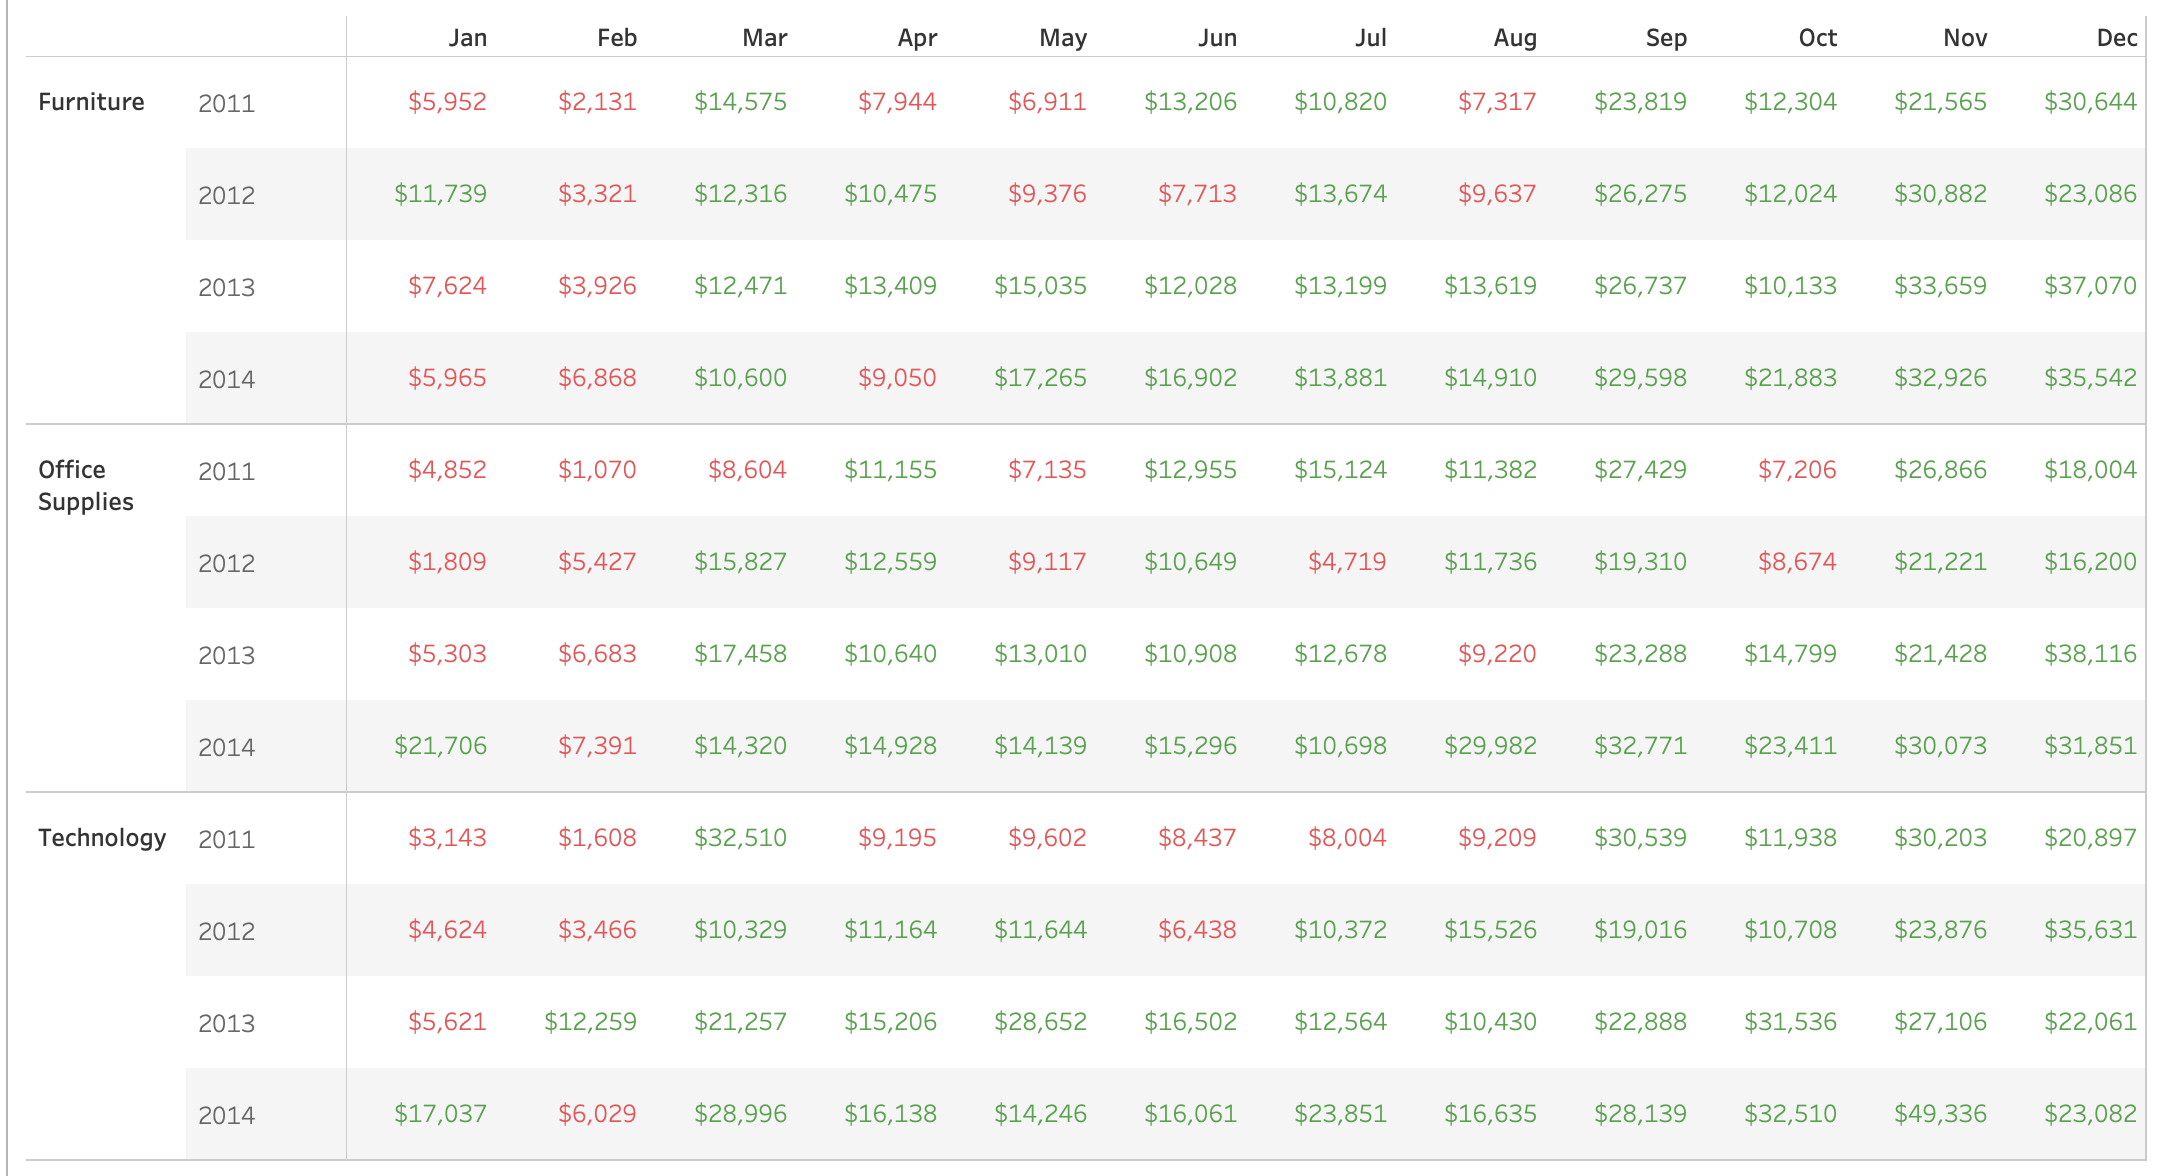 Jan Feb Mar Apr May Jun Jul Aug Sep Oct Nov Dec
Furniture 2011 $5,952 $2,131 $14,575 $7,944 $6,911 $13,206 $10,820 $7,317 $23,819 $12,304 $21,565 $30,644
2012 $11,739 $3,321 $12,316 $10,475 $9,376 $7,713 $13,674 $9,637 $26,275 $12,024 $30,882 $23,086
2013 $7,624 $3,926 $12,471 $13,409 $15,035 $12,028 $13,199 $13,619 $26,737 $10,133 $33,659 $37,070
2014 $5,965 $6,868 $10,600 $9,050 $17,265 $16,902 $13,881 $14,910 $29,598 $21,883 $32,926 $35,542
Office 2011 $4,852 $1,070 $8,604 $11,155 $7,135 $12,955 $15,124 $11,382 $27,429 $7,206 $26,866 $18,004
Supplies
2012 $1,809 $5,427 $15,827 $12,559 $9,117 $10,649 $4,719 $11,736 $19,310 $8,674 $21,221 $16,200
2013 $5,303 $6,683 $17,458 $10,640 $13,010 $10,908 $12,678 $9,220 $23,288 $14,799 $21,428 $38,116
2014 $21,706 $7,391 $14,320 $14,928 $14,139 $15,296 $10,698 $29,982 $32,771 $23,411 $30,073 $31,851
Technology 2011 $3,143 $1,608 $32,510 $9,195 $9,602 $8,437 $8,004 $9,209 $30,539 $11,938 $30,203 $20,897
2012 $4,624 $3,466 $10,329 $11,164 $11,644 $6,438 $10,372 $15,526 $19,016 $10,708 $23,876 $35,631
2013 $5,621 $12,259 $21,257 $15,206 $28,652 $16,502 $12,564 $10,430 $22,888 $31,536 $27,106 $22,061
2014 $17,037 $6,029 $28,996 $16,138 $14,246 $16,061 $23,851 $16,635 $28,139 $32,510 $49,336 $23,082